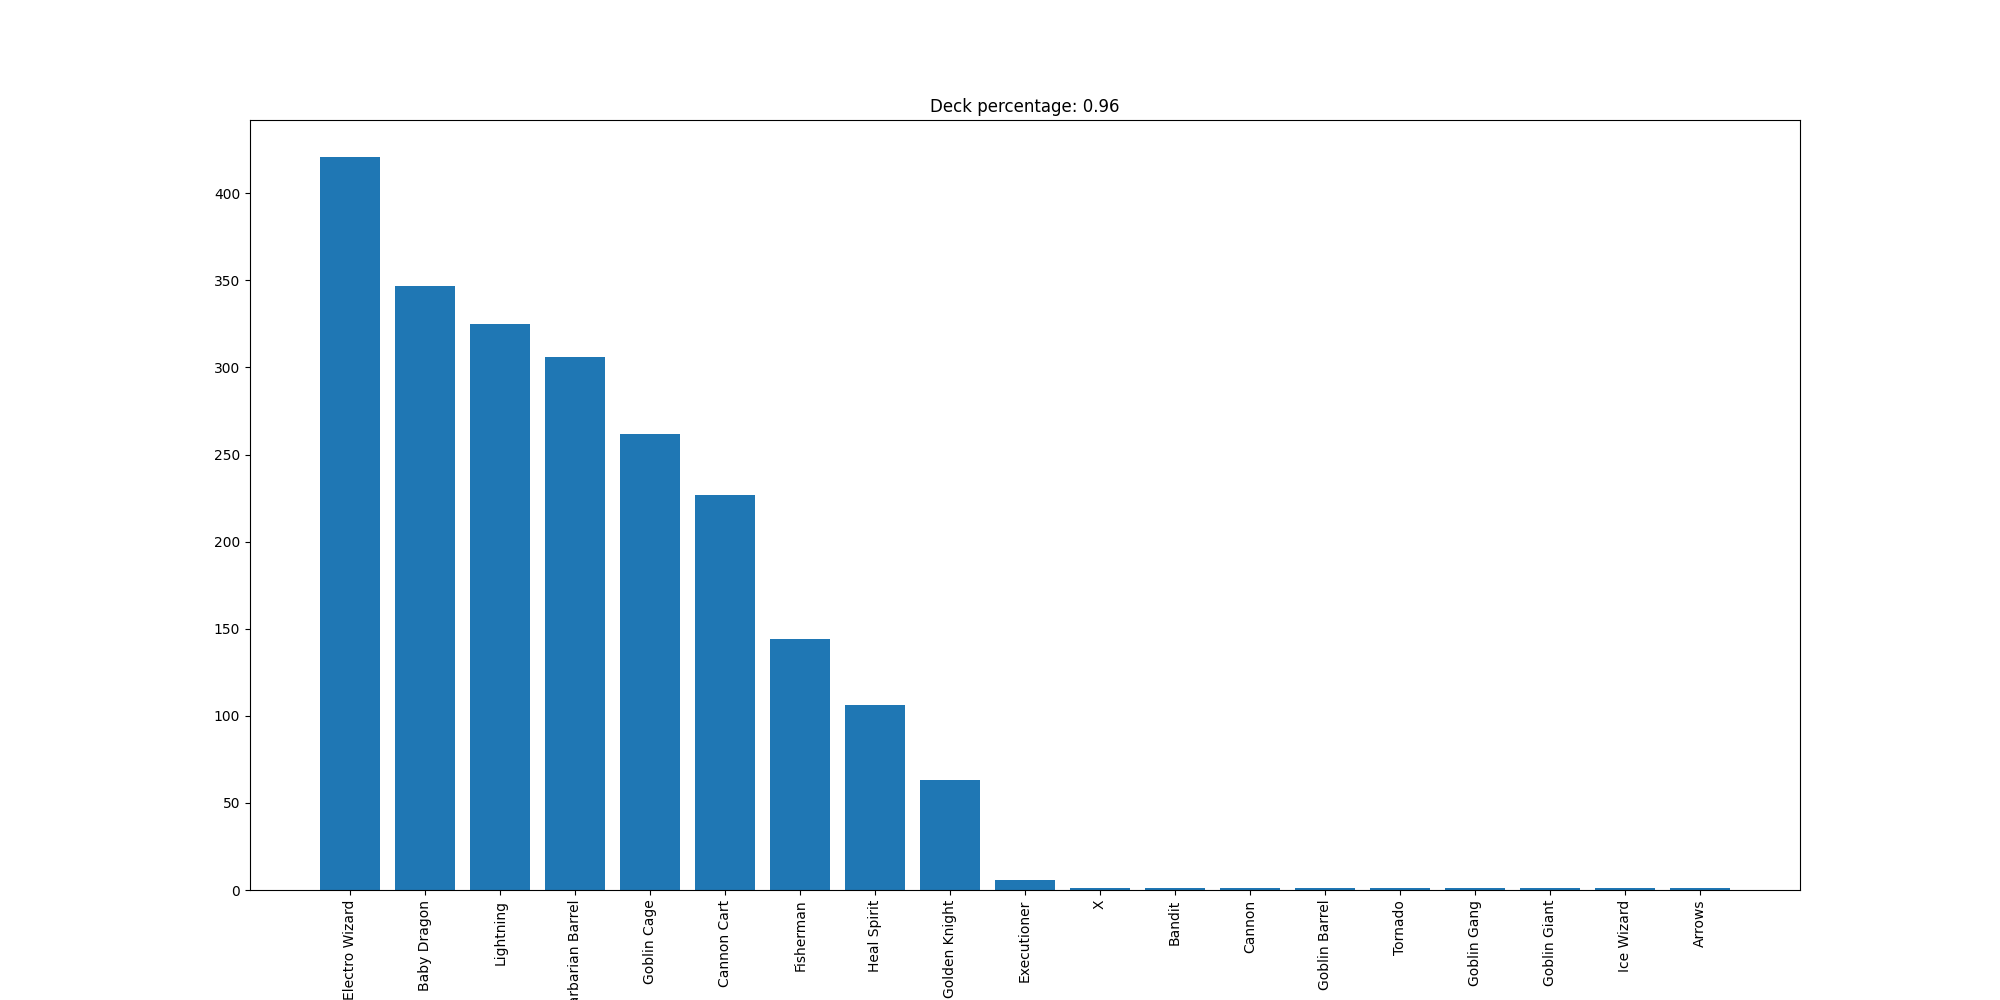 Deck percentage: 0.96
400
350
300
250
200
150
100
50
0
Electro Wizard
Baby Dragon
Lightning
arbarian Barrel
Goblin Cage
Cannon Cart
Fisherman
Heal Spirit
Golden Knight
Executioner
X
Bandit
Cannon
Goblin Barrel
Tornado
Goblin Gang
Goblin Giant
Ice Wizard
Arrows